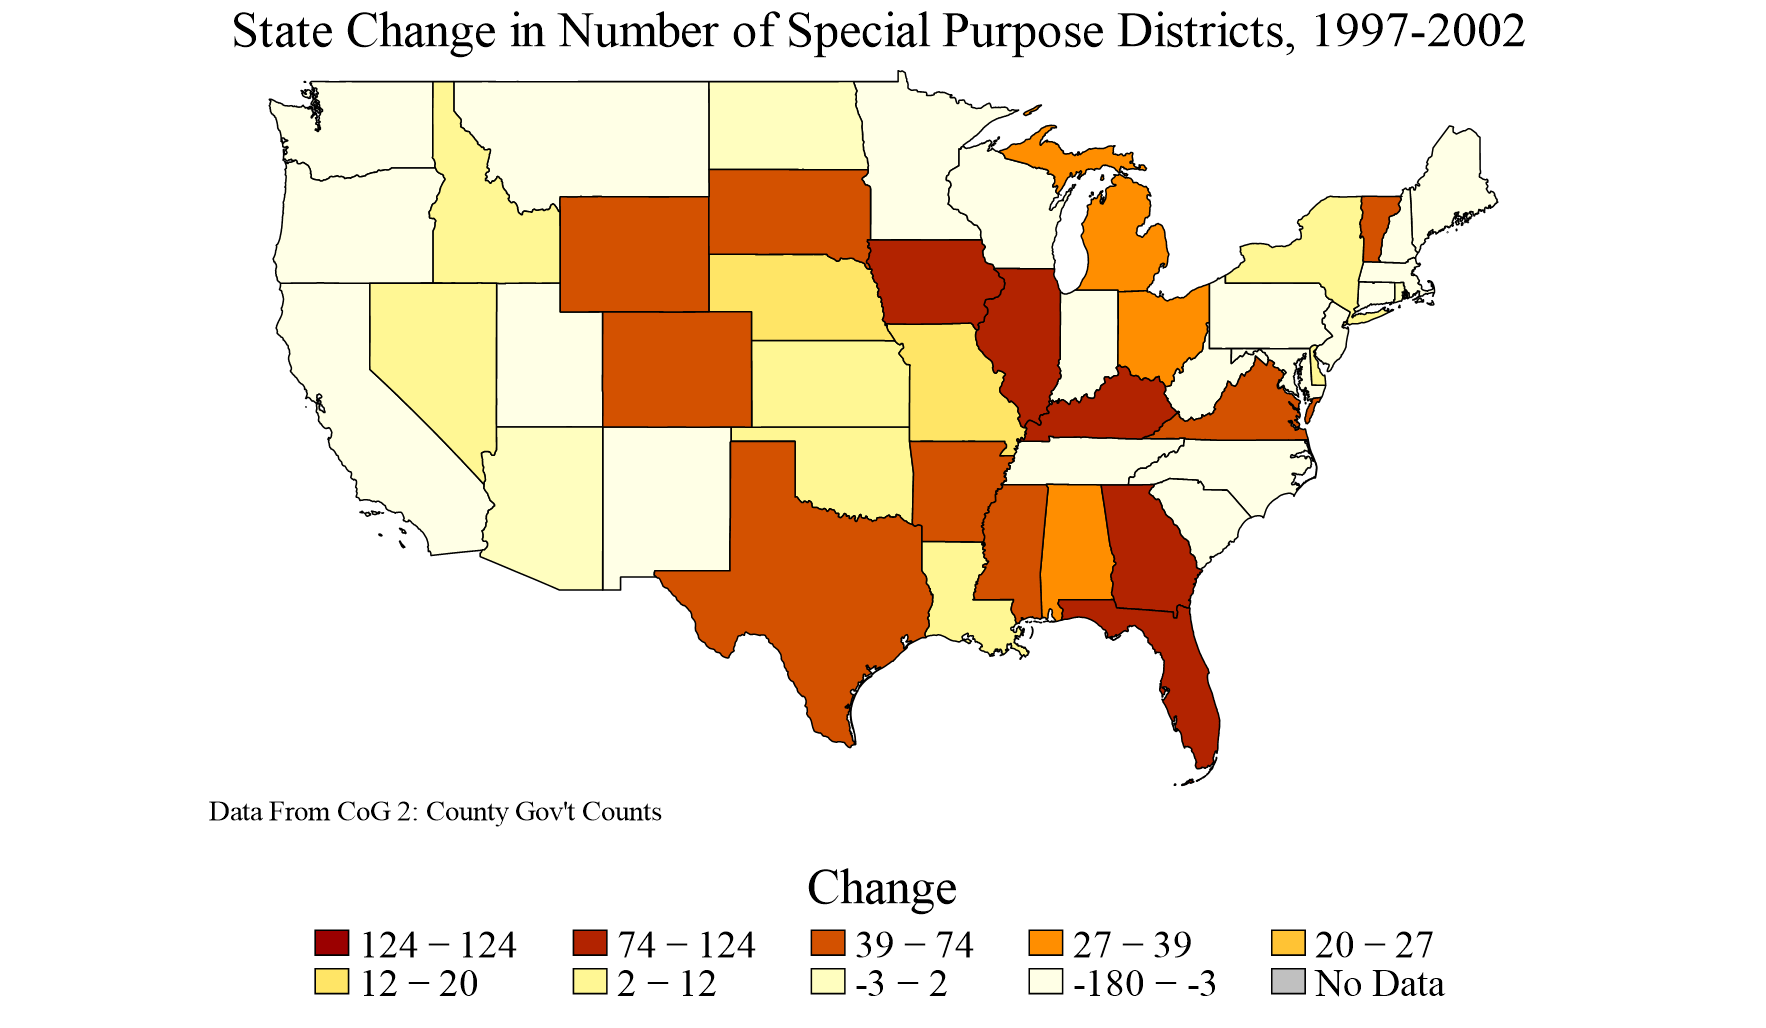 State Change in Number of Special Purpose Districts, 1997-2002
Data From CoG 2: County Gov't Counts
Change
124 − 124 74 − 124 39 − 74 27 − 39 20 − 27
12 − 20 2 − 12 -3 − 2 -180 − -3 No Data